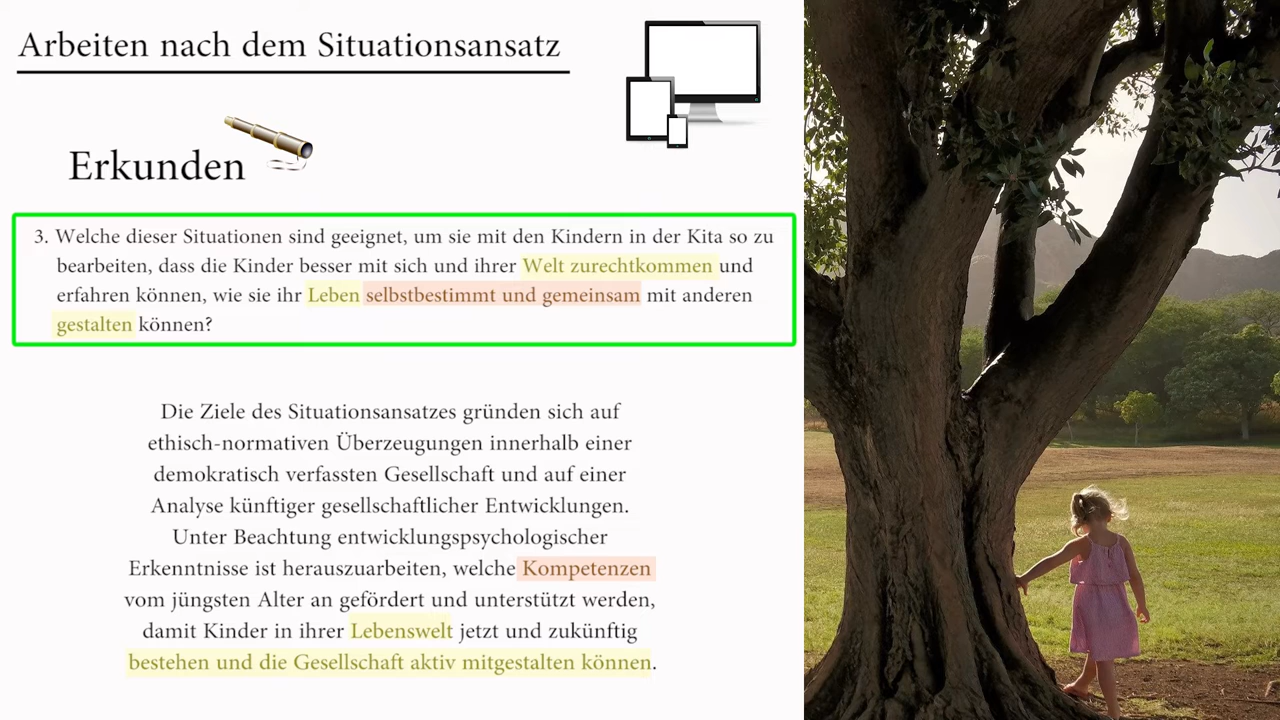 Arbeiten nach dem Situationsansatz
Erkunden
3. Welche dieser Situationen sind geeignet, um sie mit den Kindern in der Kita so zu
bearbeiten, dass die Kinder besser mit sich und ihrer Welt zurechtkommen und
erfahren können, wie sie ihr Leben selbstbestimmt und gemeinsam mit anderen
gestalten können?
Die Ziele des Situationsansatzes gründen sich auf
ethisch-normativen Überzeugungen innerhalb einer
demokratisch verfassten Gesellschaft und auf einer
Analyse künftiger gesellschaftlicher Entwicklungen.
Unter Beachtung entwicklungspsychologischer
Erkenntnisse ist herauszuarbeiten, welche Kompetenzen
vom jüngsten Alter an gefördert und unterstützt werden,
damit Kinder in ihrer Lebenswelt jetzt und zukünftig
bestehen und die Gesellschaft aktiv mitgestalten können.